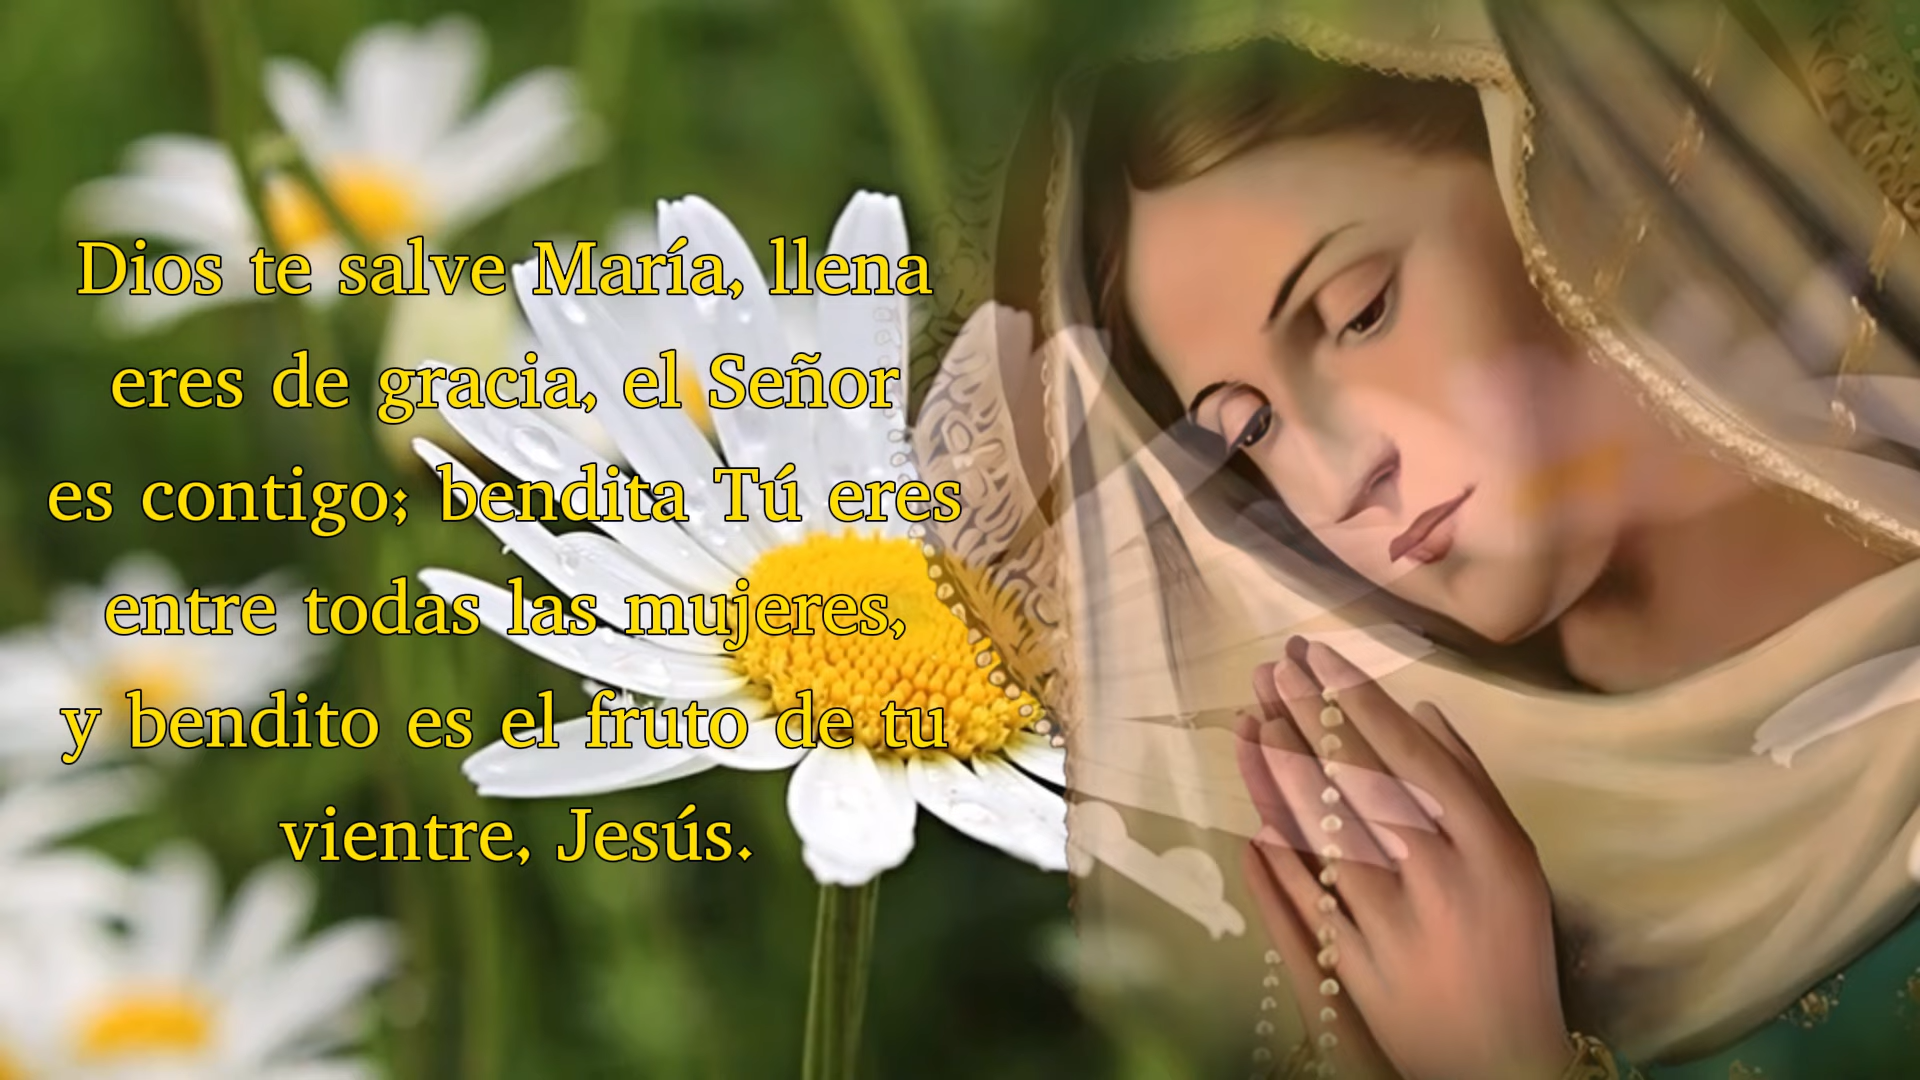 Dios te salve María, llena
eres de gracia, el Señor
es contigo; bendita Tú eres
entre todas las mujeres,
y bendito es el fruto de tu
vientre, Jesús.